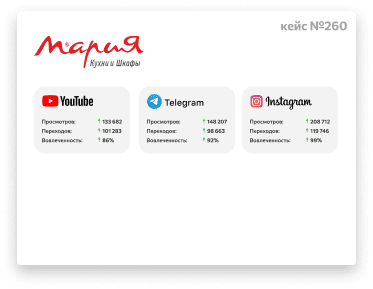 кейс №260
Мария
Кухни и Шкафы
YouTube
Просмотров: 133 682
Переходов: 101 283
Вовлеченность: 86%
Telegram
Просмотров: 148 207
Переходов: 98 663
Вовлеченность: 92%
Instagram
Просмотров: 208 712
Переходов: 119 746
Вовлеченность: 99%